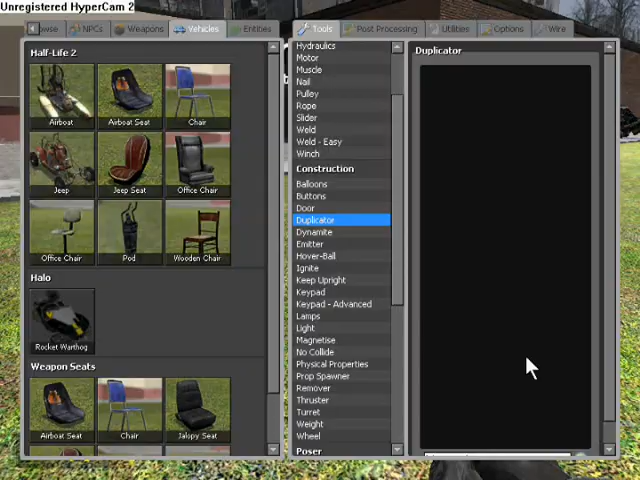 Unregistered HyperCam 2
owse
NPCs
Weapons
Vehicles
Entities
Tools
Post Processing
Utilities
Options
Wire
Half-Life 2
Airboat
Airboat Seat
Chair
Jeep
Jeep Seat
Office Chair
Office Chair
Pod
Wooden Chair
Halo
Rocket Warthog
Weapon Seats
Airboat Seat
Chair
Jalopy Seat
Hydraulics
Motor
Muscle
Nail
Pulley
Rope
Slider
Weld
Weld - Easy
Winch
Construction
Balloons
Buttons
Door
Duplicator
Dynamite
Emitter
Hover-Ball
Ignite
Keep Upright
Keypad
Keypad - Advanced
Lamps
Light
Magnetise
No Collide
Physical Properties
Prop Spawner
Remover
Thruster
Turret
Weight
Wheel
Poser
Duplicator